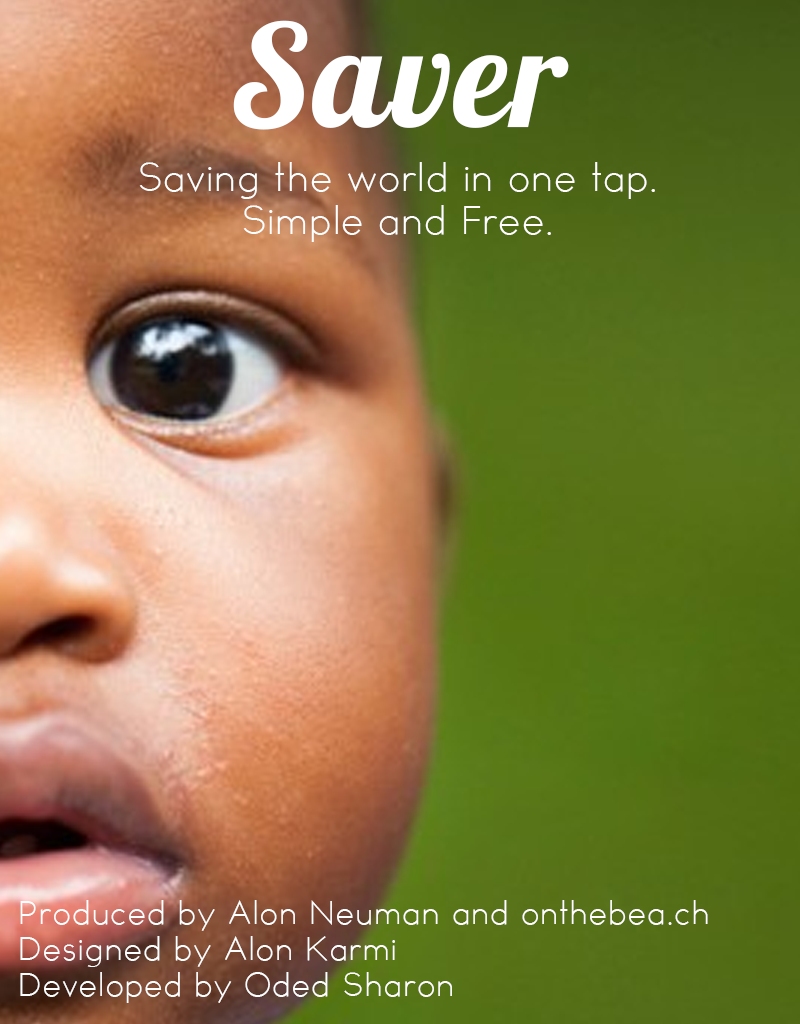 Saver
Saving the world in one tap.
Simple and Free.
Produced by Alon Neuman and onthebea.ch
Designed by Alon Karmi
Developed by Oded Sharon